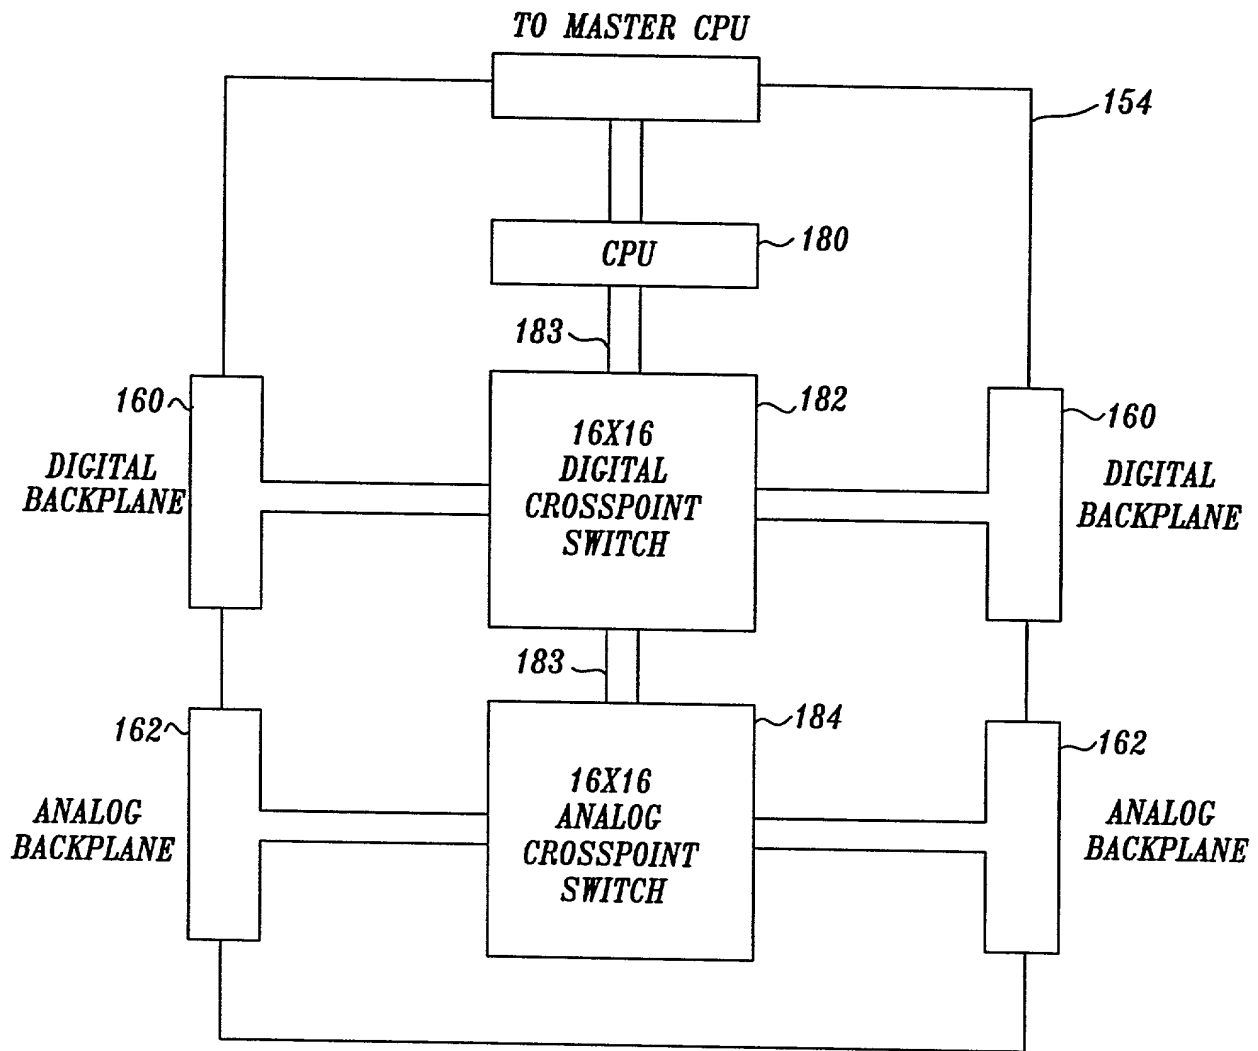 TO MASTER CPU
154
CPU
180
183
160
182
160
16X16
DIGITAL
CROSSPOINT
SWITCH
DIGITAL
BACKPLANE
DIGITAL
BACKPLANE
183
162
184
162
16X16
ANALOG
CROSSPOINT
SWITCH
ANALOG
BACKPLANE
ANALOG
BACKPLANE